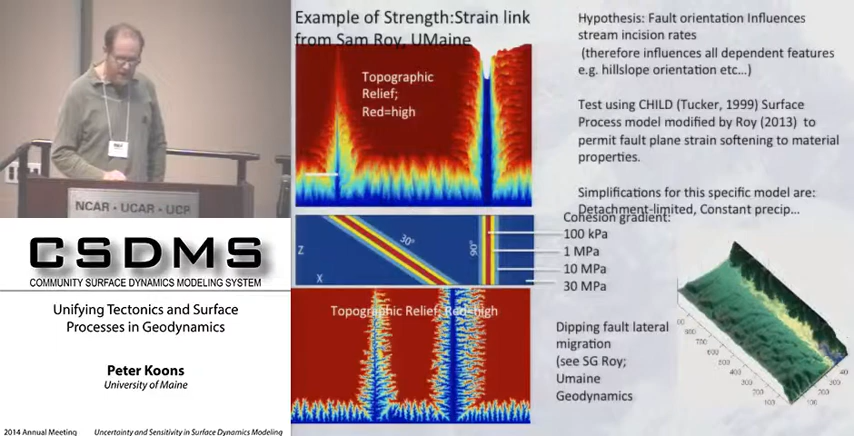 NCAR - UCAR - UCP
CSDMS
COMMUNITY SURFACE DYNAMICS MODELING SYSTEM
Unifying Tectonics and Surface
Processes in Geodynamics
Peter Koons
University of Maine
2014 Annual Meeting
Uncertainty and Sensitivity in Surface Dynamics Modeling
Example of Strength:Strain link
from Sam Roy, UMaine
Topographic
Relief;
Red=high
Z
X
30°
90°
Cohesion gradient:
100 kPa
1 MPa
10 MPa
30 MPa
Topographic Relief; Red=high
Hypothesis: Fault orientation Influences
stream incision rates
(therefore influences all dependent features
e.g. hillslope orientation etc...)
Test using CHILD (Tucker, 1999) Surface
Process model modified by Roy (2013) to
permit fault plane strain softening to material
properties.
Simplifications for this specific model are:
Detachment-limited, Constant precip...
Dipping fault lateral
migration
(see SG Roy;
Umaine
Geodynamics